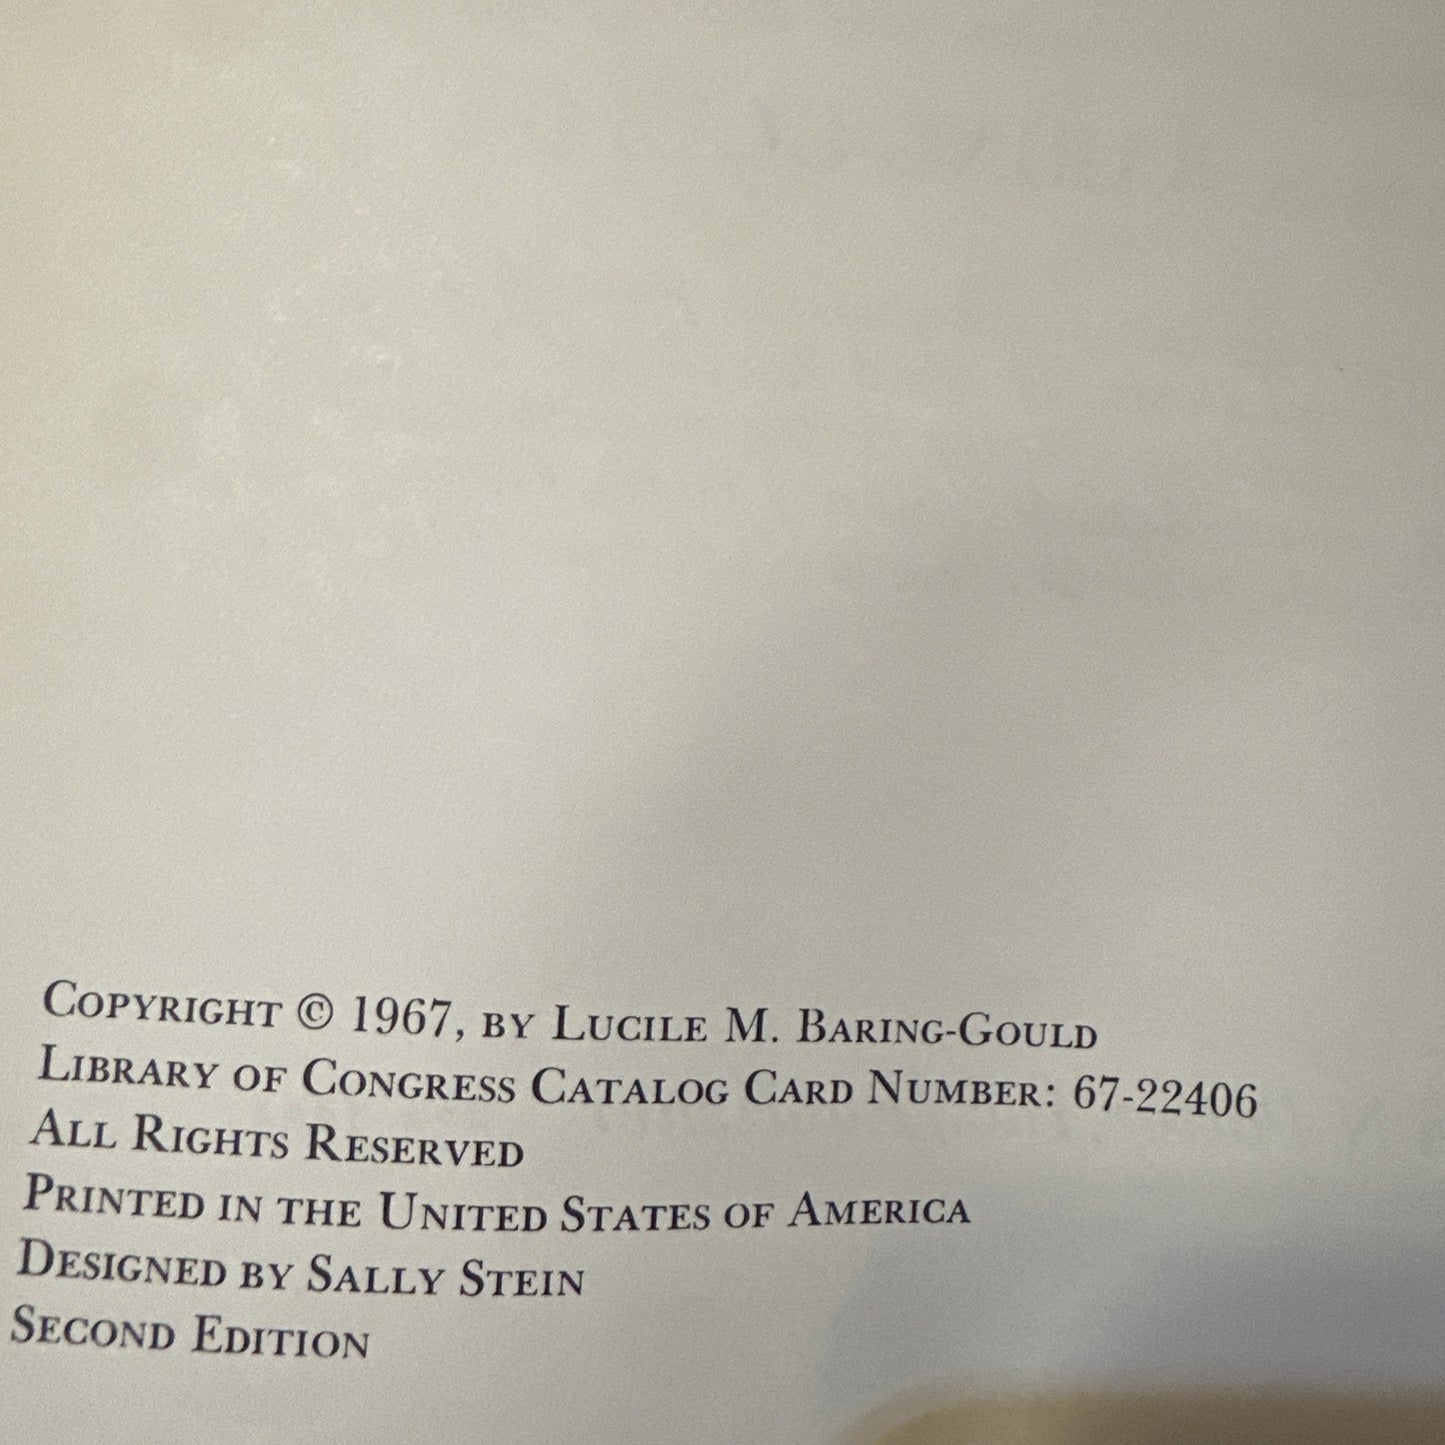 Copyright © 1967, by Lucile M. Baring-Gould
Library of Congress Catalog Card Number: 67-22406
All Rights Reserved
Printed in the United States of America
Designed by Sally Stein
Second Edition